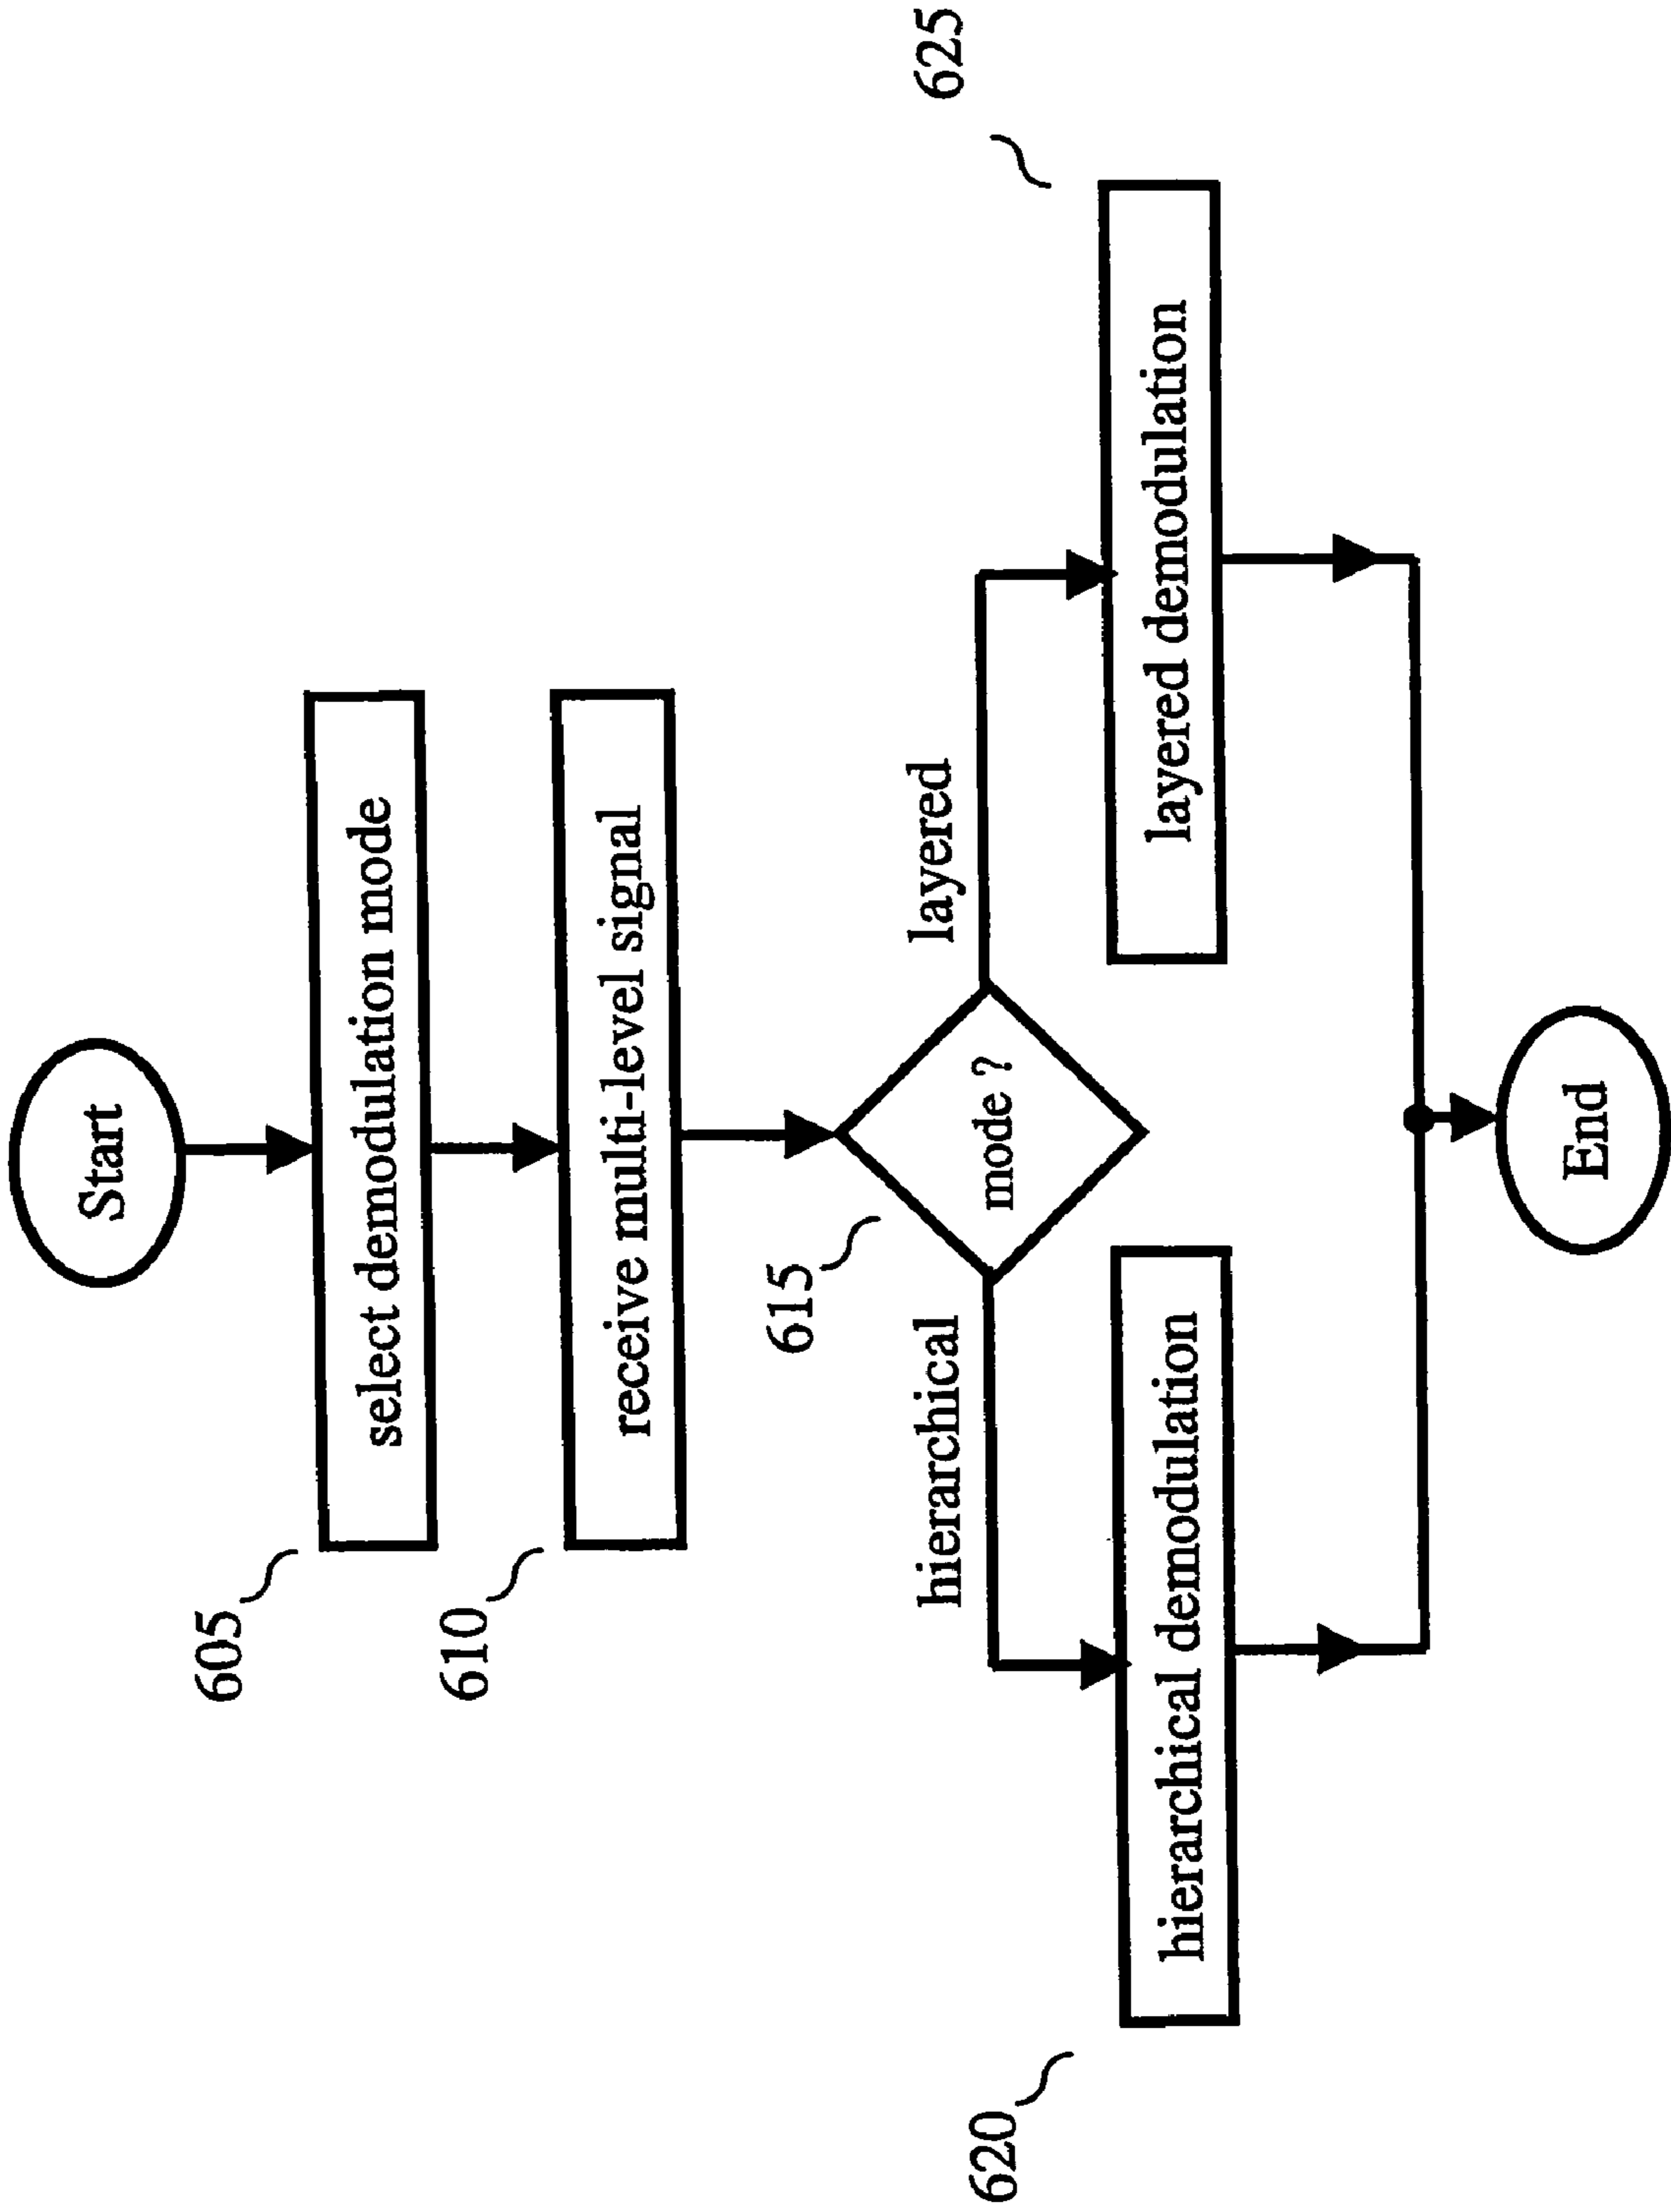 Start
605
select demodulation mode
610
receive multi-level signal
615
mode ?
hierarchical
layered
620
hierarchical demodulation
625
layered demodulation
End